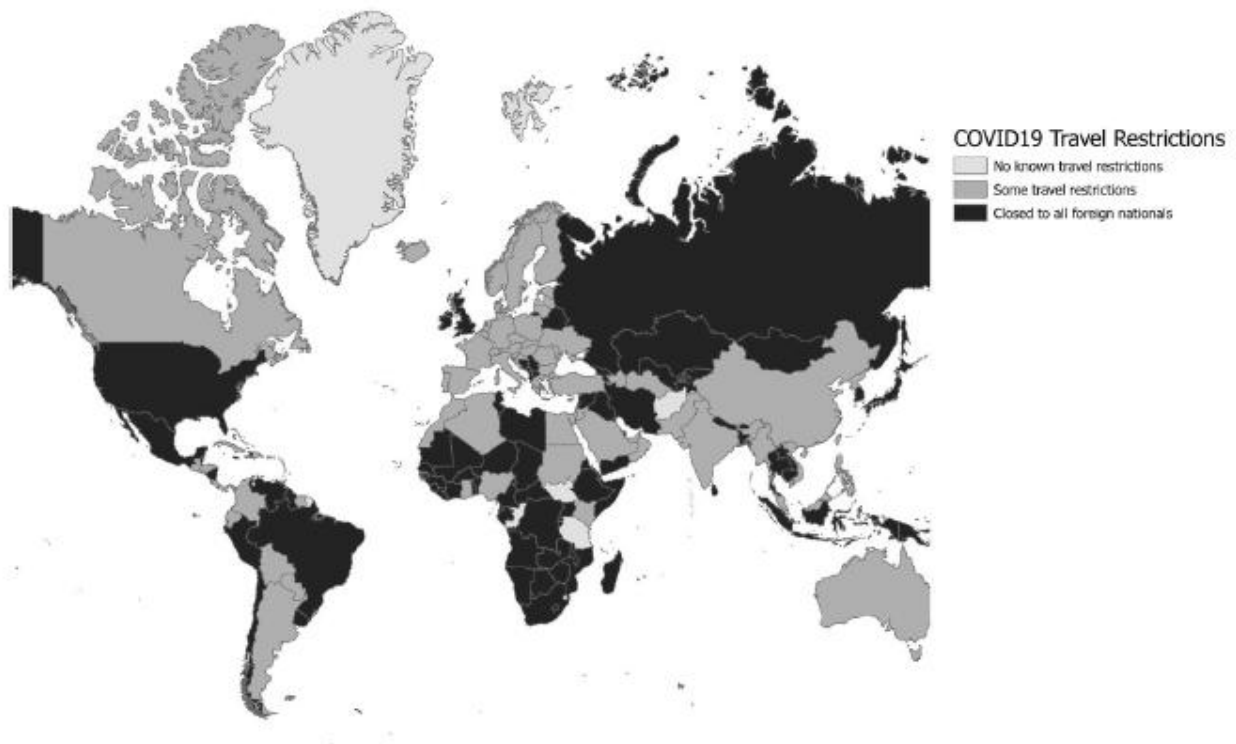 COVID19 Travel Restrictions
No known travel restrictions
Some travel restrictions
Closed to all foreign nationals